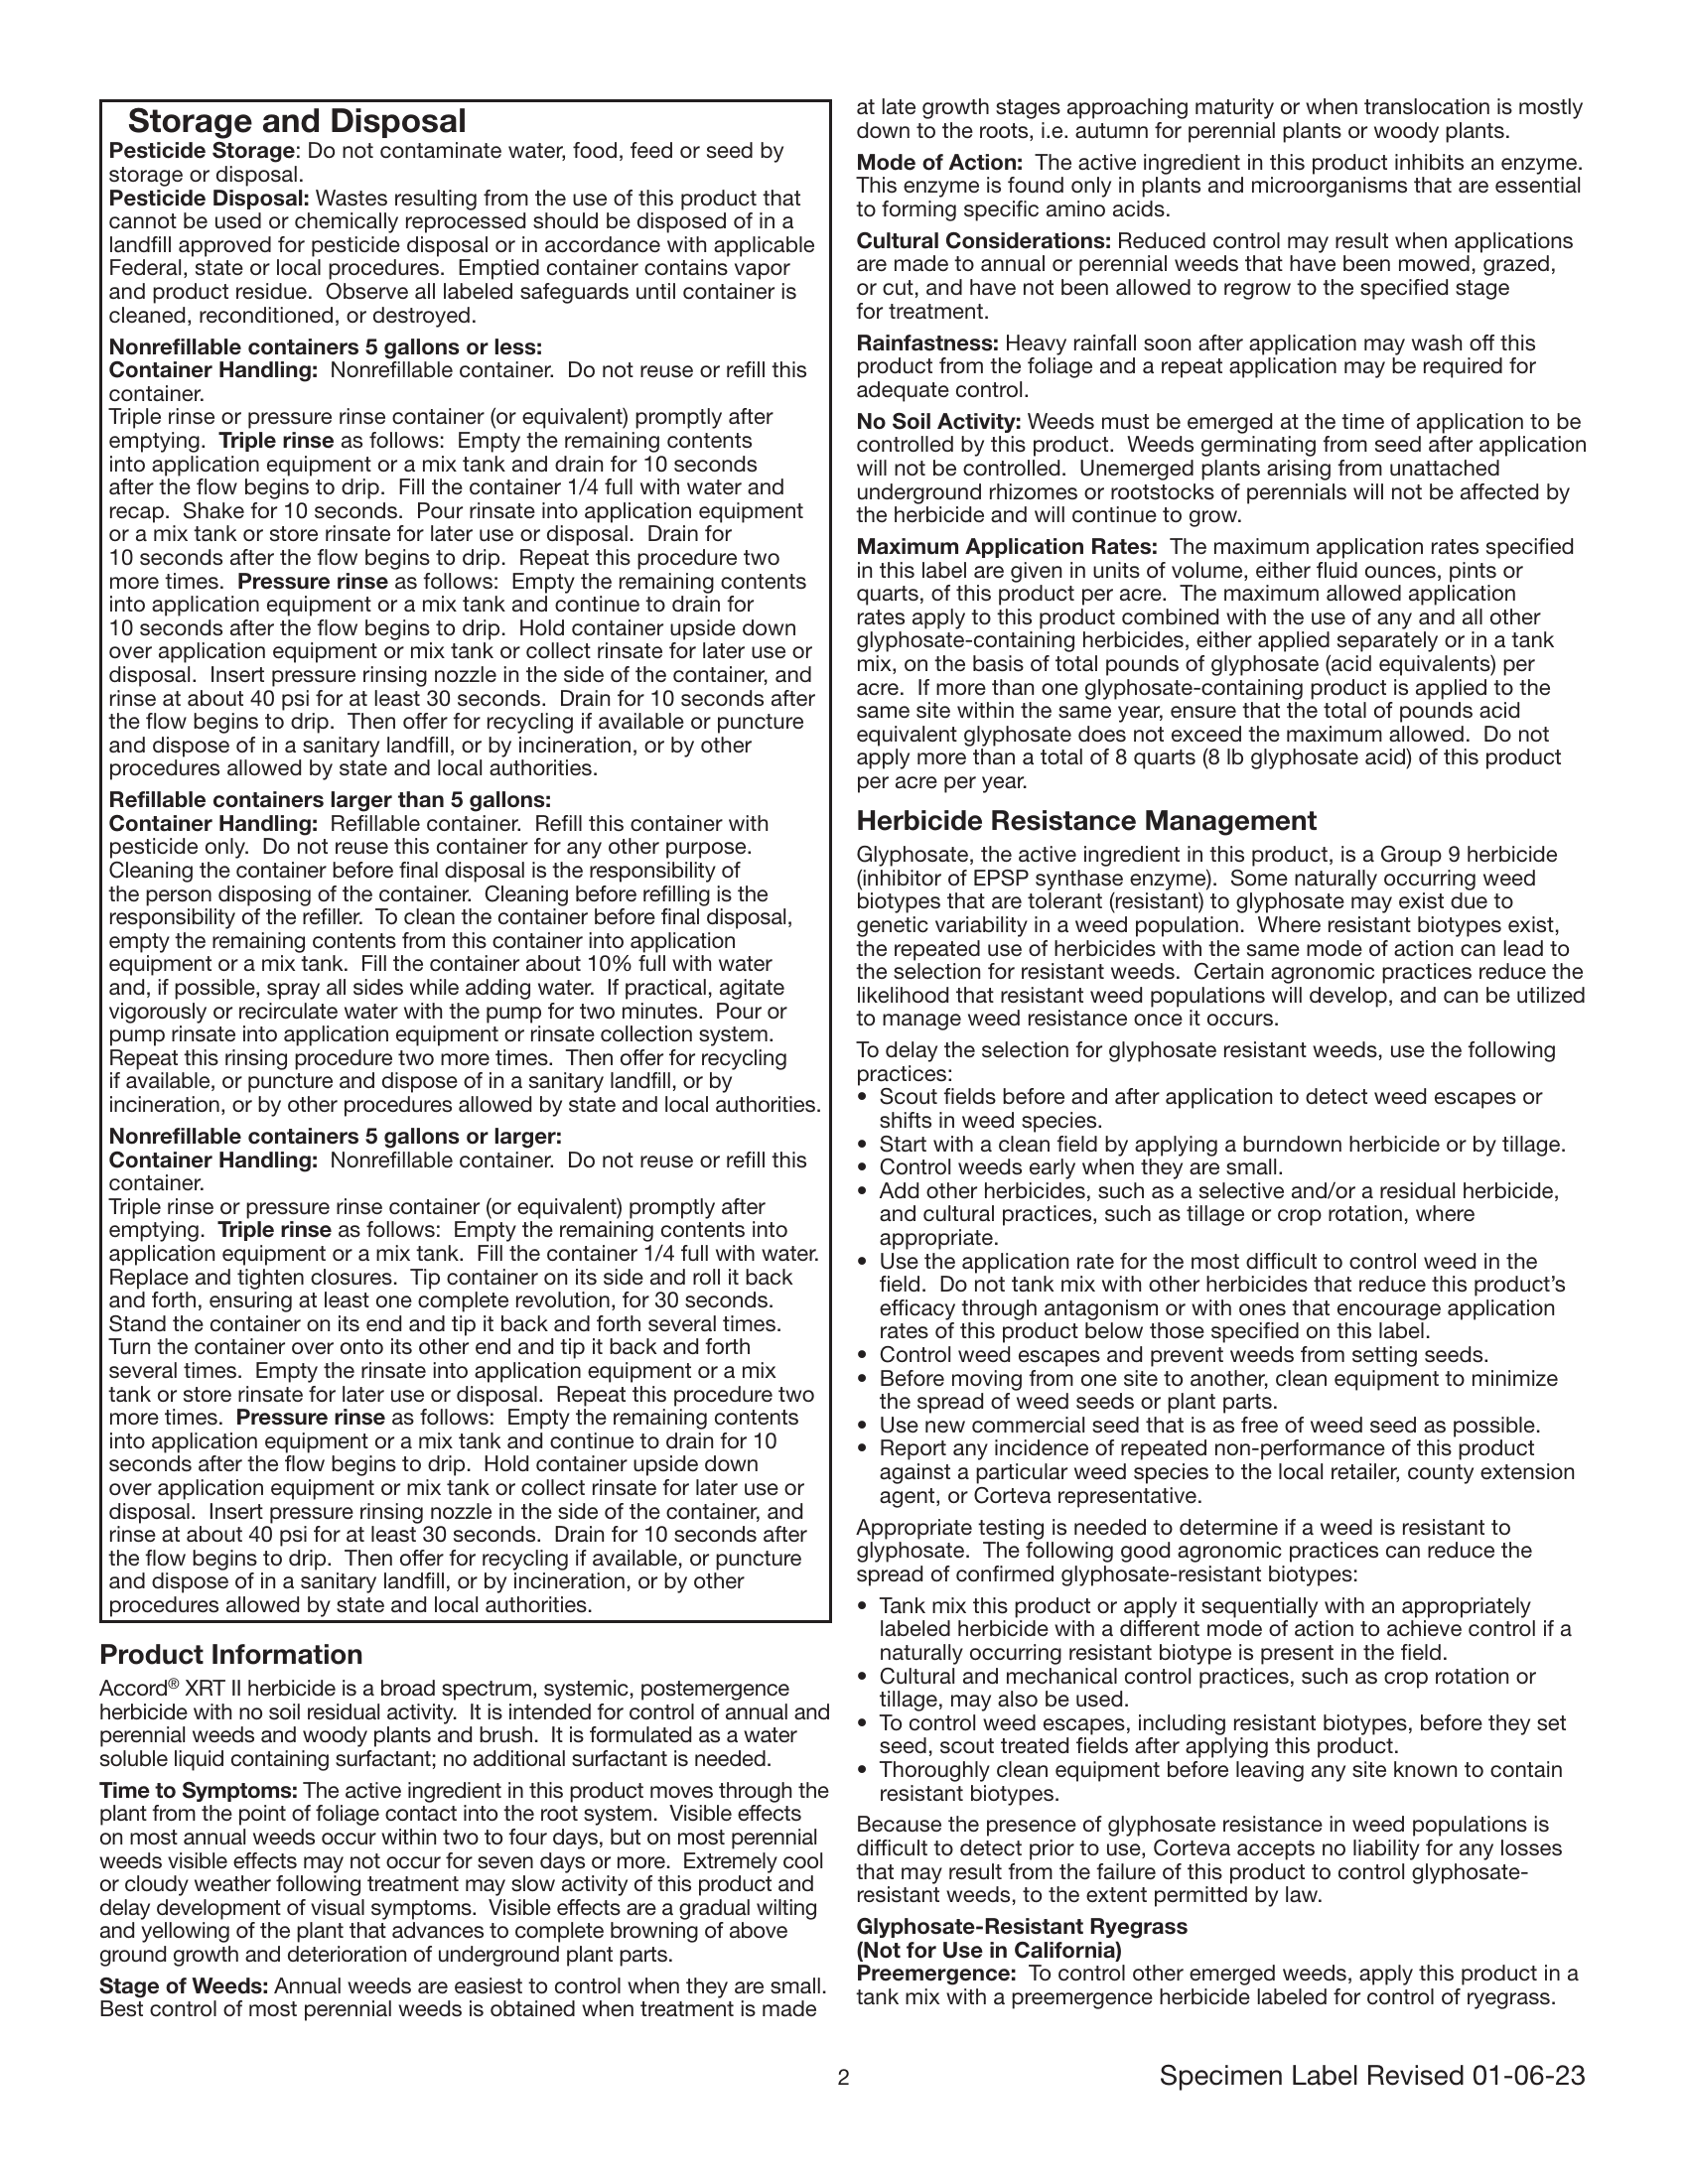 Storage and Disposal
Pesticide Storage: Do not contaminate water, food, feed or seed by
storage or disposal.
Pesticide Disposal: Wastes resulting from the use of this product that
cannot be used or chemically reprocessed should be disposed of in a
landfill approved for pesticide disposal or in accordance with applicable
Federal, state or local procedures. Emptied container contains vapor
and product residue. Observe all labeled safeguards until container is
cleaned, reconditioned, or destroyed.
Nonrefillable containers 5 gallons or less:
Container Handling: Nonrefillable container. Do not reuse or refill this
container.
Triple rinse or pressure rinse container (or equivalent) promptly after
emptying. Triple rinse as follows: Empty the remaining contents
into application equipment or a mix tank and drain for 10 seconds
after the flow begins to drip. Fill the container 1/4 full with water and
recap. Shake for 10 seconds. Pour rinsate into application equipment
or a mix tank or store rinsate for later use or disposal. Drain for
10 seconds after the flow begins to drip. Repeat this procedure two
more times. Pressure rinse as follows: Empty the remaining contents
into application equipment or a mix tank and continue to drain for
10 seconds after the flow begins to drip. Hold container upside down
over application equipment or mix tank or collect rinsate for later use or
disposal. Insert pressure rinsing nozzle in the side of the container, and
rinse at about 40 psi for at least 30 seconds. Drain for 10 seconds after
the flow begins to drip. Then offer for recycling if available or puncture
and dispose of in a sanitary landfill, or by incineration, or by other
procedures allowed by state and local authorities.
Refillable containers larger than 5 gallons:
Container Handling: Refillable container. Refill this container with
pesticide only. Do not reuse this container for any other purpose.
Cleaning the container before final disposal is the responsibility of
the person disposing of the container. Cleaning before refilling is the
responsibility of the refiller. To clean the container before final disposal,
empty the remaining contents from this container into application
equipment or a mix tank. Fill the container about 10% full with water
and, if possible, spray all sides while adding water. If practical, agitate
vigorously or recirculate water with the pump for two minutes. Pour or
pump rinsate into application equipment or rinsate collection system.
Repeat this rinsing procedure two more times. Then offer for recycling
if available, or puncture and dispose of in a sanitary landfill, or by
incineration, or by other procedures allowed by state and local authorities.
Nonrefillable containers 5 gallons or larger:
Container Handling: Nonrefillable container. Do not reuse or refill this
container.
Triple rinse or pressure rinse container (or equivalent) promptly after
emptying. Triple rinse as follows: Empty the remaining contents into
application equipment or a mix tank. Fill the container 1/4 full with water.
Replace and tighten closures. Tip container on its side and roll it back
and forth, ensuring at least one complete revolution, for 30 seconds.
Stand the container on its end and tip it back and forth several times.
Turn the container over onto its other end and tip it back and forth
several times. Empty the rinsate into application equipment or a mix
tank or store rinsate for later use or disposal. Repeat this procedure two
more times. Pressure rinse as follows: Empty the remaining contents
into application equipment or a mix tank and continue to drain for 10
seconds after the flow begins to drip. Hold container upside down
over application equipment or mix tank or collect rinsate for later use or
disposal. Insert pressure rinsing nozzle in the side of the container, and
rinse at about 40 psi for at least 30 seconds. Drain for 10 seconds after
the flow begins to drip. Then offer for recycling if available, or puncture
and dispose of in a sanitary landfill, or by incineration, or by other
procedures allowed by state and local authorities.
Product Information
Accord® XRT II herbicide is a broad spectrum, systemic, postemergence
herbicide with no soil residual activity. It is intended for control of annual and
perennial weeds and woody plants and brush. It is formulated as a water
soluble liquid containing surfactant; no additional surfactant is needed.
Time to Symptoms: The active ingredient in this product moves through the
plant from the point of foliage contact into the root system. Visible effects
on most annual weeds occur within two to four days, but on most perennial
weeds visible effects may not occur for seven days or more. Extremely cool
or cloudy weather following treatment may slow activity of this product and
delay development of visual symptoms. Visible effects are a gradual wilting
and yellowing of the plant that advances to complete browning of above
ground growth and deterioration of underground plant parts.
Stage of Weeds: Annual weeds are easiest to control when they are small.
Best control of most perennial weeds is obtained when treatment is made
at late growth stages approaching maturity or when translocation is mostly
down to the roots, i.e. autumn for perennial plants or woody plants.
Mode of Action: The active ingredient in this product inhibits an enzyme.
This enzyme is found only in plants and microorganisms that are essential
to forming specific amino acids.
Cultural Considerations: Reduced control may result when applications
are made to annual or perennial weeds that have been mowed, grazed,
or cut, and have not been allowed to regrow to the specified stage
for treatment.
Rainfastness: Heavy rainfall soon after application may wash off this
product from the foliage and a repeat application may be required for
adequate control.
No Soil Activity: Weeds must be emerged at the time of application to be
controlled by this product. Weeds germinating from seed after application
will not be controlled. Unemerged plants arising from unattached
underground rhizomes or rootstocks of perennials will not be affected by
the herbicide and will continue to grow.
Maximum Application Rates: The maximum application rates specified
in this label are given in units of volume, either fluid ounces, pints or
quarts, of this product per acre. The maximum allowed application
rates apply to this product combined with the use of any and all other
glyphosate-containing herbicides, either applied separately or in a tank
mix, on the basis of total pounds of glyphosate (acid equivalents) per
acre. If more than one glyphosate-containing product is applied to the
same site within the same year, ensure that the total of pounds acid
equivalent glyphosate does not exceed the maximum allowed. Do not
apply more than a total of 8 quarts (8 lb glyphosate acid) of this product
per acre per year.
Herbicide Resistance Management
Glyphosate, the active ingredient in this product, is a Group 9 herbicide
(inhibitor of EPSP synthase enzyme). Some naturally occurring weed
biotypes that are tolerant (resistant) to glyphosate may exist due to
genetic variability in a weed population. Where resistant biotypes exist,
the repeated use of herbicides with the same mode of action can lead to
the selection for resistant weeds. Certain agronomic practices reduce the
likelihood that resistant weed populations will develop, and can be utilized
to manage weed resistance once it occurs.
To delay the selection for glyphosate resistant weeds, use the following
practices:
• Scout fields before and after application to detect weed escapes or
shifts in weed species.
• Start with a clean field by applying a burndown herbicide or by tillage.
• Control weeds early when they are small.
• Add other herbicides, such as a selective and/or a residual herbicide,
and cultural practices, such as tillage or crop rotation, where
appropriate.
• Use the application rate for the most difficult to control weed in the
field. Do not tank mix with other herbicides that reduce this product’s
efficacy through antagonism or with ones that encourage application
rates of this product below those specified on this label.
• Control weed escapes and prevent weeds from setting seeds.
• Before moving from one site to another, clean equipment to minimize
the spread of weed seeds or plant parts.
• Use new commercial seed that is as free of weed seed as possible.
• Report any incidence of repeated non-performance of this product
against a particular weed species to the local retailer, county extension
agent, or Corteva representative.
Appropriate testing is needed to determine if a weed is resistant to
glyphosate. The following good agronomic practices can reduce the
spread of confirmed glyphosate-resistant biotypes:
• Tank mix this product or apply it sequentially with an appropriately
labeled herbicide with a different mode of action to achieve control if a
naturally occurring resistant biotype is present in the field.
• Cultural and mechanical control practices, such as crop rotation or
tillage, may also be used.
• To control weed escapes, including resistant biotypes, before they set
seed, scout treated fields after applying this product.
• Thoroughly clean equipment before leaving any site known to contain
resistant biotypes.
Because the presence of glyphosate resistance in weed populations is
difficult to detect prior to use, Corteva accepts no liability for any losses
that may result from the failure of this product to control glyphosate-
resistant weeds, to the extent permitted by law.
Glyphosate-Resistant Ryegrass
(Not for Use in California)
Preemergence: To control other emerged weeds, apply this product in a
tank mix with a preemergence herbicide labeled for control of ryegrass.
2
Specimen Label Revised 01-06-23